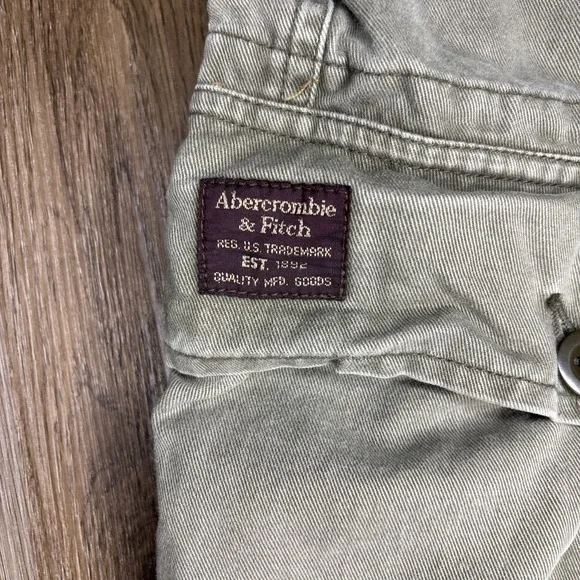 Abercrombie
& Fitch
REG. U.S. TRADEMARK
EST. 1892
QUALITY MFD. GOODS